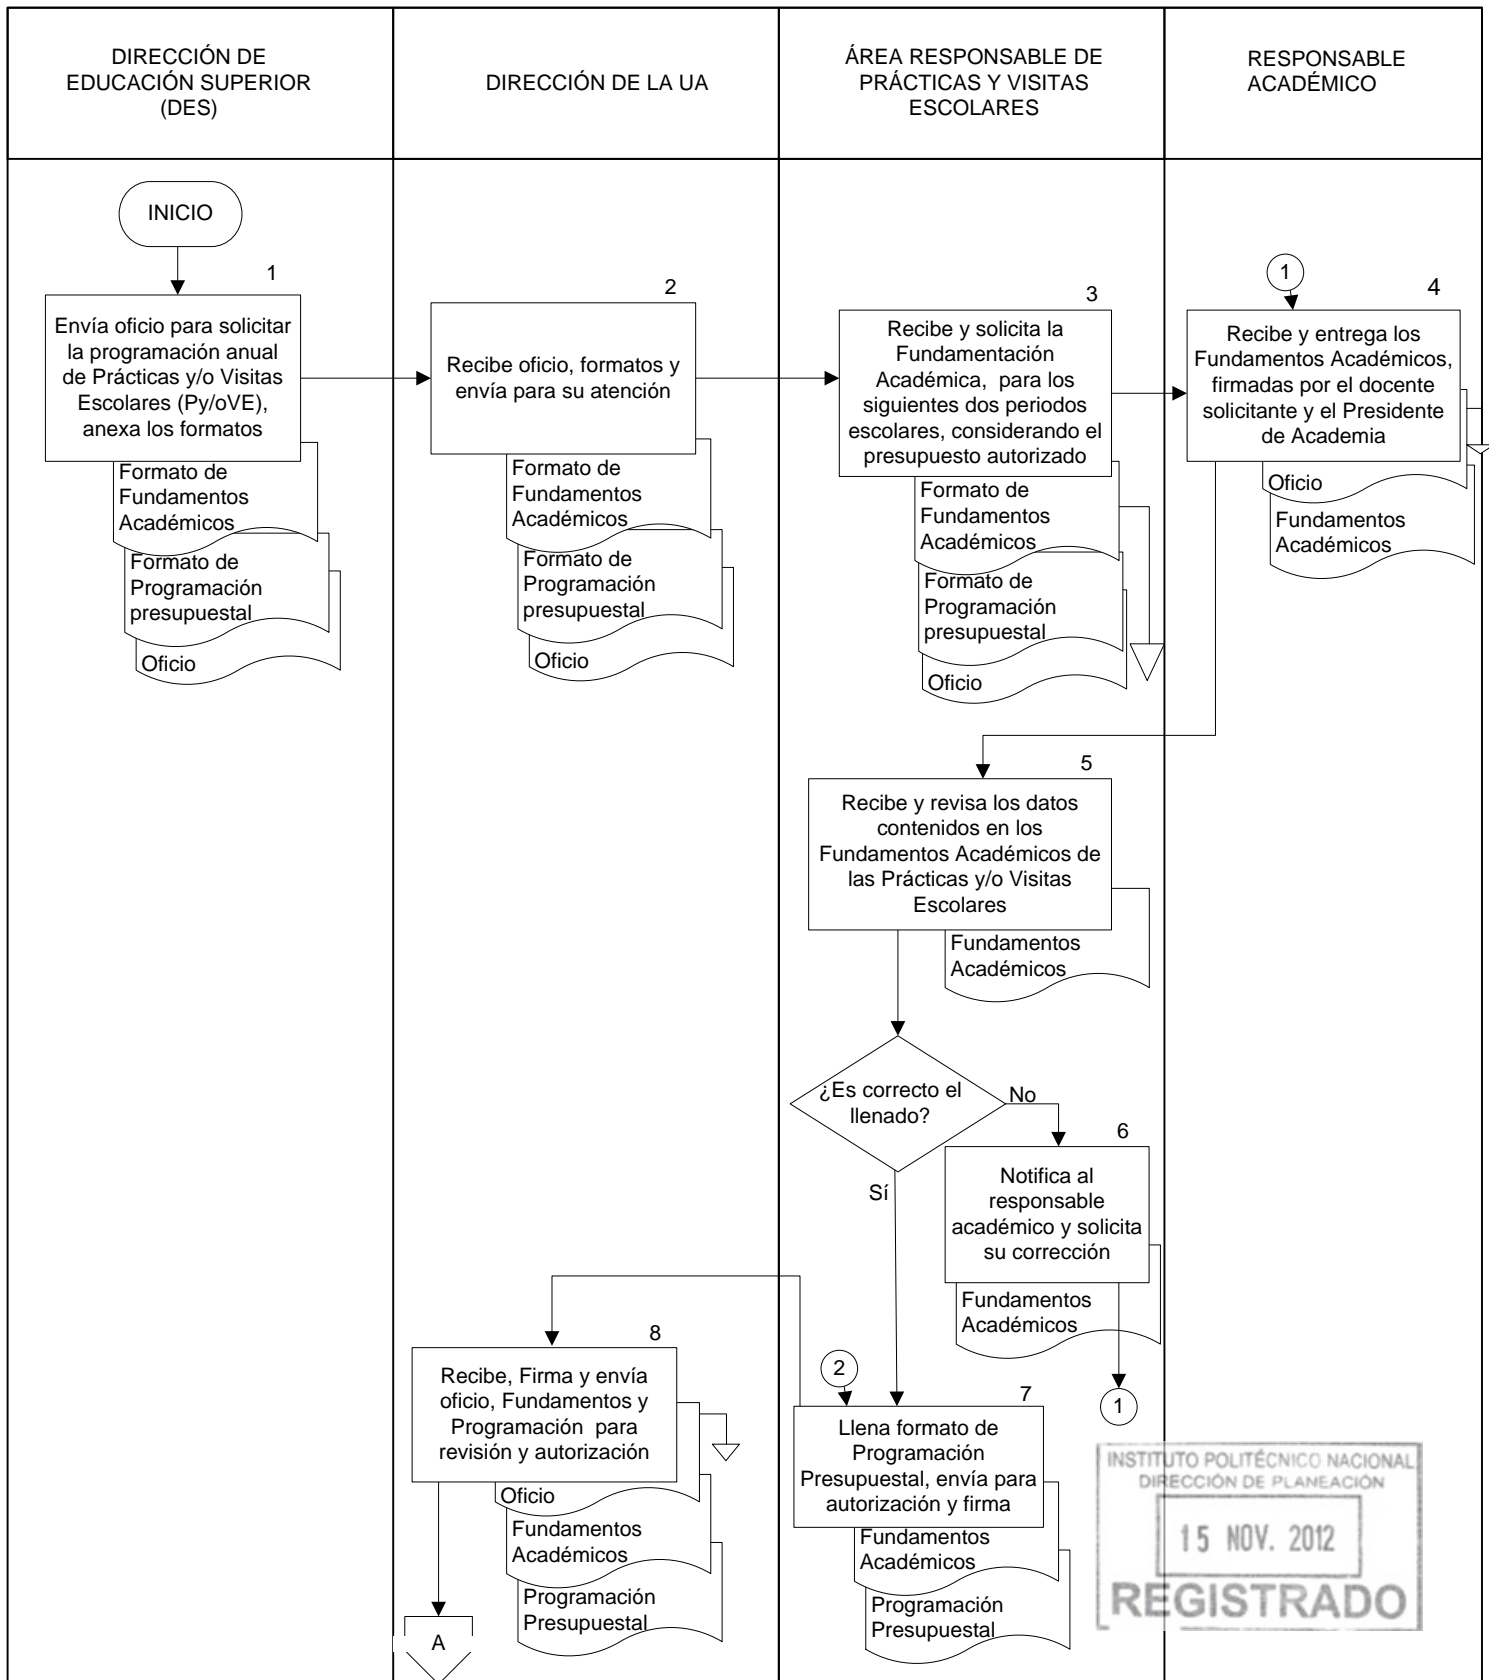 DIRECCIÓN DE
EDUCACIÓN SUPERIOR
(DES)
DIRECCIÓN DE LA UA
ÁREA RESPONSABLE DE
PRÁCTICAS Y VISITAS
ESCOLARES
RESPONSABLE
ACADÉMICO
INICIO
1
Envía oficio para solicitar
la programación anual
de Prácticas y/o Visitas
Escolares (Py/oVE),
anexa los formatos
Formato de
Fundamentos
Académicos
Formato de
Programación
presupuestal
Oficio
2
Recibe oficio, formatos y
envía para su atención
Formato de
Fundamentos
Académicos
Formato de
Programación
presupuestal
Oficio
3
Recibe y solicita la
Fundamentación
Académica, para los
siguientes dos periodos
escolares, considerando el
presupuesto autorizado
Formato de
Fundamentos
Académicos
Formato de
Programación
presupuestal
Oficio
1
4
Recibe y entrega los
Fundamentos Académicos,
firmadas por el docente
solicitante y el Presidente
de Academia
Oficio
Fundamentos
Académicos
5
Recibe y revisa los datos
contenidos en los
Fundamentos Académicos de
las Prácticas y/o Visitas
Escolares
Fundamentos
Académicos
¿Es correcto el
llenado?
No
Sí
6
Notifica al
responsable
académico y solicita
su corrección
Fundamentos
Académicos
1
2
7
Llena formato de
Programación
Presupuestal, envía para
autorización y firma
Fundamentos
Académicos
Programación
Presupuestal
8
Recibe, Firma y envía
oficio, Fundamentos y
Programación para
revisión y autorización
Oficio
Fundamentos
Académicos
Programación
Presupuestal
A
INSTITUTO POLITÉCNICO NACIONAL
DIRECCIÓN DE PLANEACIÓN
15 NOV. 2012
REGISTRADO